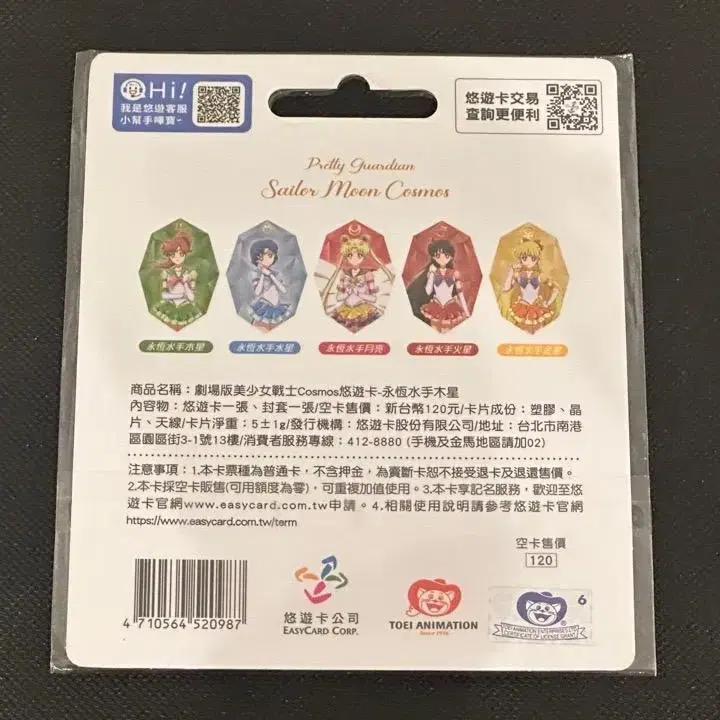 Hi!
我是悠遊客服
小幫手嗶寶~
悠遊卡交易
查詢更便利
Pretty Guardian
Sailor Moon Cosmos
永恆水手木星
永恆水手水星
永恆水手月亮
永恆水手火星
永恆水手金星
商品名稱：劇場版美少女戰士Cosmos悠遊卡-永恆水手木星
內容物：悠遊卡一張、封套一張/空卡售價：新台幣120元/卡片成份：塑膠、晶
片、天線/卡片淨重：5±1g/發行機構：悠遊卡股份有限公司/地址：台北市南港
區園區街3-1號13樓/消費者服務專線：412-8880 (手機及金馬地區請加02)
注意事項：1.本卡票種為普通卡，不含押金，為賣斷卡恕不接受退卡及退還售價。
2.本卡採空卡販售(可用額度為零)，可重複加值使用。3.本卡享記名服務，歡迎至悠
遊卡官網www.easycard.com.tw申請。4.相關使用說明請參考悠遊卡官網
https://www.easycard.com.tw/term
空卡售價
120
4 710564 520987
悠遊卡公司
EASYCARD CORP.
TOEI ANIMATION
Since 1956
6
TOEI ANIMATION ENTERPRISES LTD.
CERTIFICATE OF LICENSE GRANT